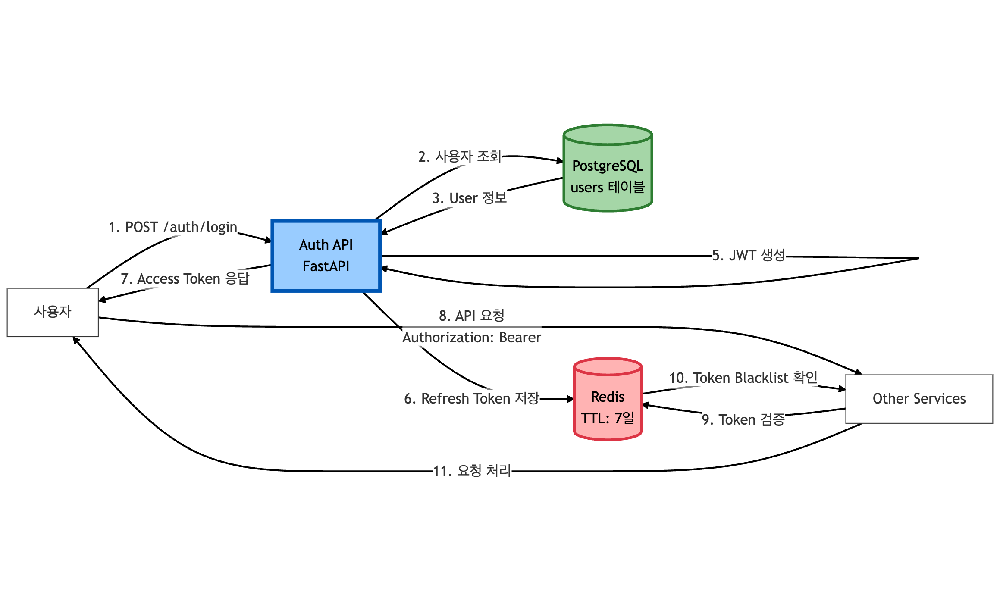 PostgreSQL
users 테이블
2. 사용자 조회
3. User 정보
1. POST /auth/login
Auth API
FastAPI
5. JWT 생성
7. Access Token 응답
사용자
8. API 요청
Authorization: Bearer
6. Refresh Token 저장
Redis
TTL: 7일
10. Token Blacklist 확인
9. Token 검증
Other Services
11. 요청 처리